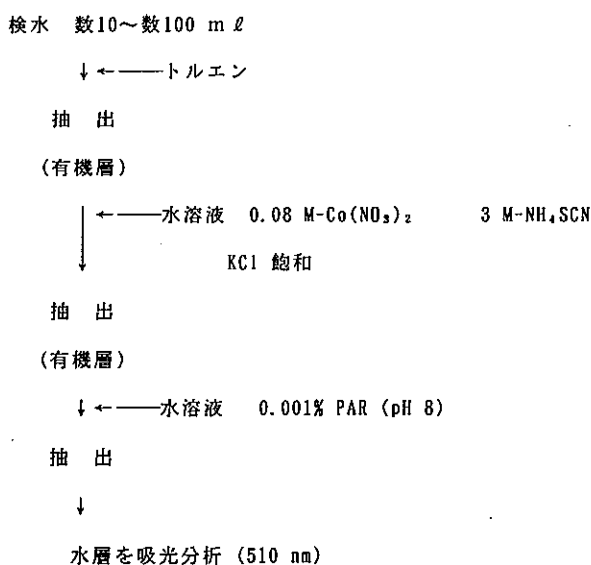 検水 数10～数100 mℓ
↓←――トルエン
抽 出
(有機層)
←――水溶液 0.08 M-Co(NO₃)₂ 3 M-NH₄SCN
KCl 飽和
↓
抽 出
(有機層)
↓←――水溶液 0.001% PAR (pH 8)
抽 出
↓
水層を吸光分析 (510 nm)